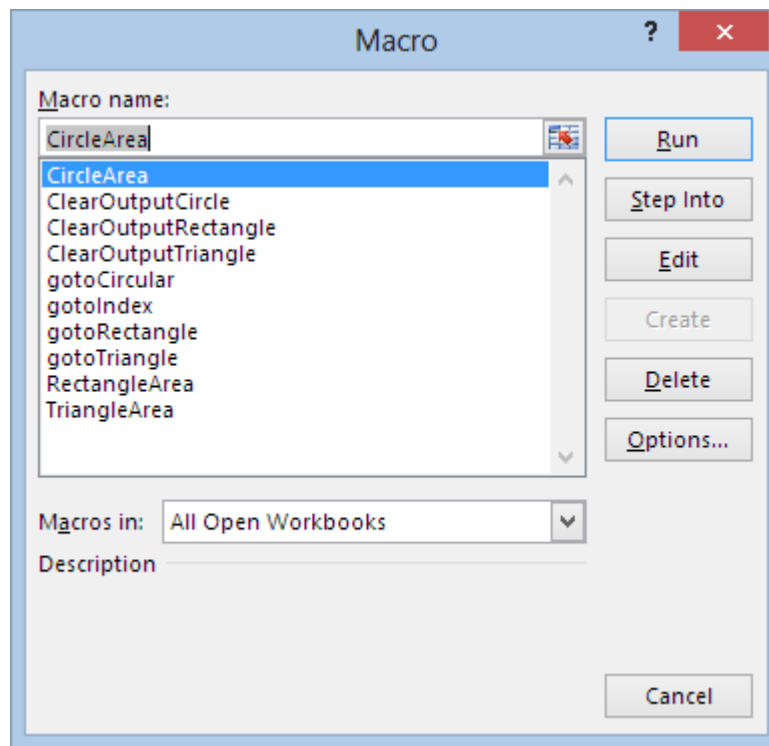 Macro
?
×
Macro name:
CircleArea
CircleArea
ClearOutputCircle
ClearOutputRectangle
ClearOutputTriangle
gotoCircular
gotoIndex
gotoRectangle
gotoTriangle
RectangleArea
TriangleArea
Run
Step Into
Edit
Create
Delete
Options...
Macros in: All Open Workbooks
Description
Cancel